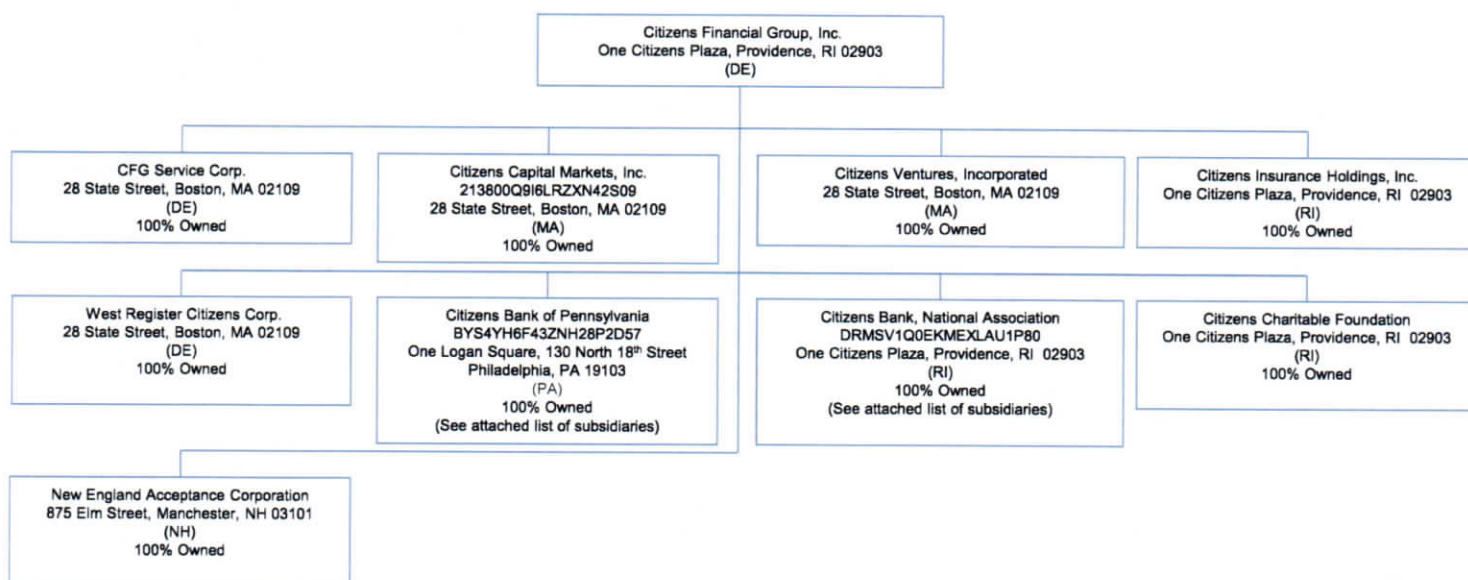 Citizens Financial Group, Inc.
One Citizens Plaza, Providence, RI 02903
(DE)
CFG Service Corp.
28 State Street, Boston, MA 02109
(DE)
100% Owned
Citizens Capital Markets, Inc.
213800Q9I6LRZXN42S09
28 State Street, Boston, MA 02109
(MA)
100% Owned
Citizens Ventures, Incorporated
28 State Street, Boston, MA 02109
(MA)
100% Owned
Citizens Insurance Holdings, Inc.
One Citizens Plaza, Providence, RI 02903
(RI)
100% Owned
West Register Citizens Corp.
28 State Street, Boston, MA 02109
(DE)
100% Owned
Citizens Bank of Pennsylvania
BYS4YH6F43ZNH28P2D57
One Logan Square, 130 North 18th Street
Philadelphia, PA 19103
(PA)
100% Owned
(See attached list of subsidiaries)
Citizens Bank, National Association
DRMSV1Q0EKMEXLAU1P80
One Citizens Plaza, Providence, RI 02903
(RI)
100% Owned
(See attached list of subsidiaries)
Citizens Charitable Foundation
One Citizens Plaza, Providence, RI 02903
(RI)
100% Owned
New England Acceptance Corporation
875 Elm Street, Manchester, NH 03101
(NH)
100% Owned